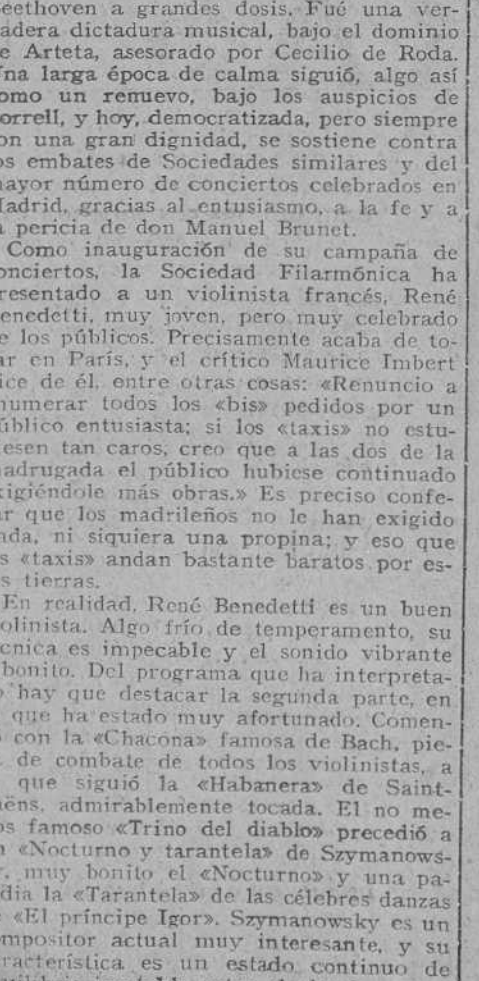 eethoven a grandes dosis. Fué una ver-
adera dictadura musical, bajo el dominio
e Arteta, asesorado por Cecilio de Roda.
na larga época de calma siguió, algo así
omo un renuevo, bajo los auspicios de
orrell, y hoy, democratizada, pero siempre
on una gran dignidad, se sostiene contra
os embates de Sociedades similares y del
ayor número de conciertos celebrados en
adrid, gracias al entusiasmo, a la fe y a
a pericia de don Manuel Brunet.
Como inauguración de su campaña de
onciertos, la Sociedad Filarmónica ha
resentado a un violinista francés, René
enedetti, muy joven, pero muy celebrado
e los públicos. Precisamente acaba de to-
ar en París, y el crítico Maurice Imbert
ice de él, entre otras cosas: «Renuncio a
numerar todos los «bis» pedidos por un
úblico entusiasta; si los «taxis» no estu-
esen tan caros, creo que a las dos de la
adrugada el público hubiese continuado
xigiéndole más obras.» Es preciso confe-
ar que los madrileños no le han exigido
ada, ni siquiera una propina; y eso que
s «taxis» andan bastante baratos por es-
s tierras.
En realidad, René Benedetti es un buen
olinista. Algo frío de temperamento, su
cnica es impecable y el sonido vibrante
bonito. Del programa que ha interpreta-
o hay que destacar la segunda parte, en
que ha estado muy afortunado. Comen-
ó con la «Chacona» famosa de Bach, pie-
de combate de todos los violinistas, a
que siguió la «Habanera» de Saint-
aëns, admirablemente tocada. El no me-
os famoso «Trino del diablo» precedió a
n «Nocturno y tarantela» de Szymanows-
y, muy bonito el «Nocturno» y una pa-
dia la «Tarantela» de las célebres danzas
e «El príncipe Igor». Szymanowsky es un
mpositor actual muy interesante, y su
racterística es un estado continuo de